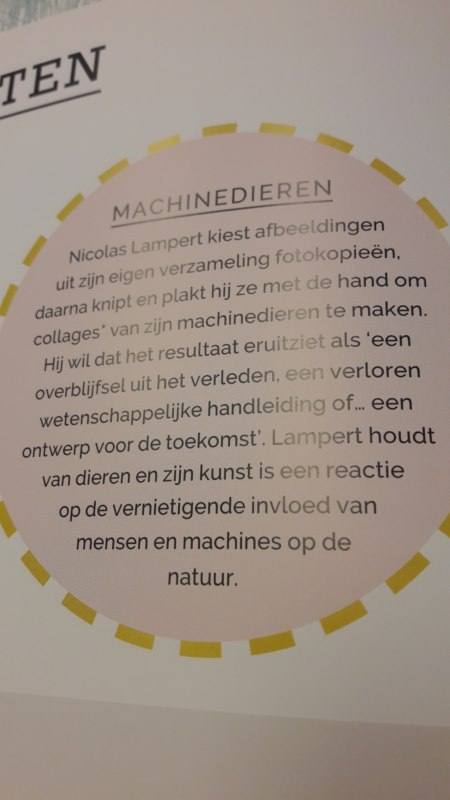 TEN
MACHINEDIEREN
Nicolas Lampert kiest afbeeldingen
uit zijn eigen verzameling fotokopieën,
daarna knipt en plakt hij ze met de hand om
collages* van zijn machinedieren te maken.
Hij wil dat het resultaat eruitziet als ‘een
overblijfsel uit het verleden, een verloren
wetenschappelijke handleiding of... een
ontwerp voor de toekomst’. Lampert houdt
van dieren en zijn kunst is een reactie
op de vernietigende invloed van
mensen en machines op de
natuur.